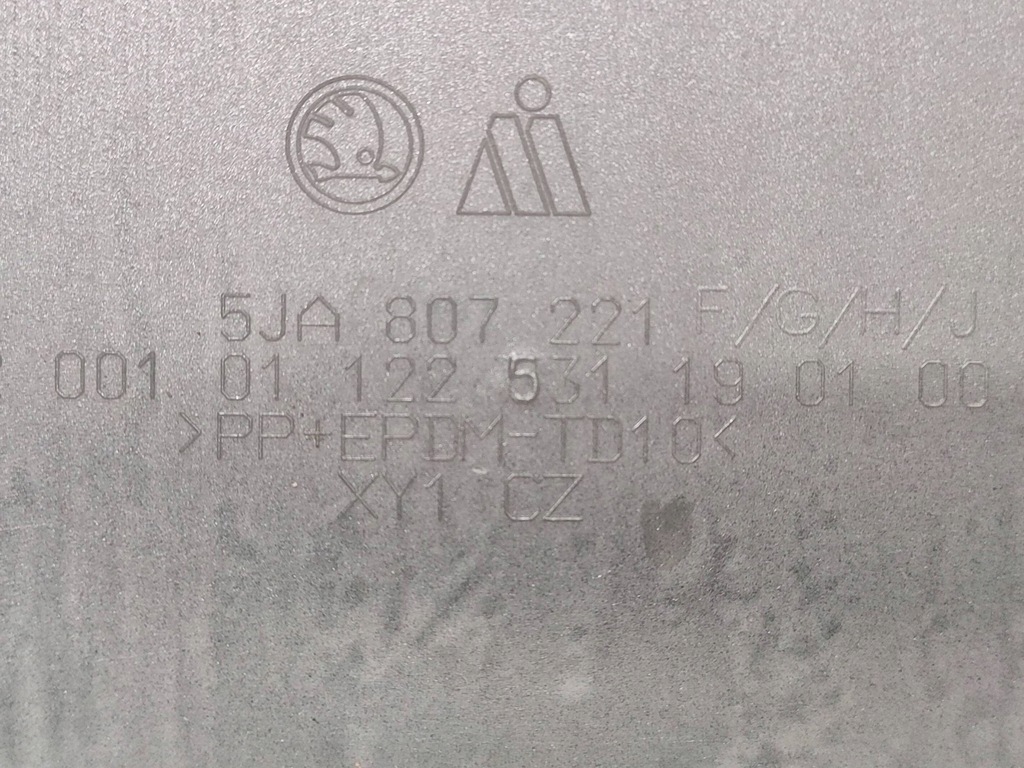 5JA 807 221 F/G/H/J
001 01 122 531 19 01 00
>PP+EPDM-TD10<
XY1 CZ